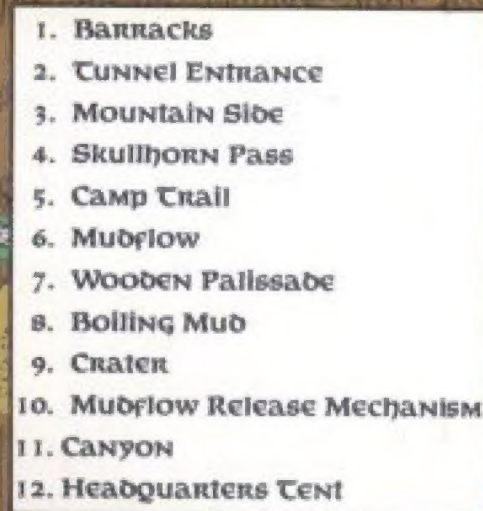 1. Barracks
2. Tunnel Entrance
3. Mountain Side
4. Skullhorn Pass
5. Camp Trail
6. Mudflow
7. Wooden Palissade
8. Boiling Mud
9. Crater
10. Mudflow Release Mechanism
11. Canyon
12. Headquarters Tent